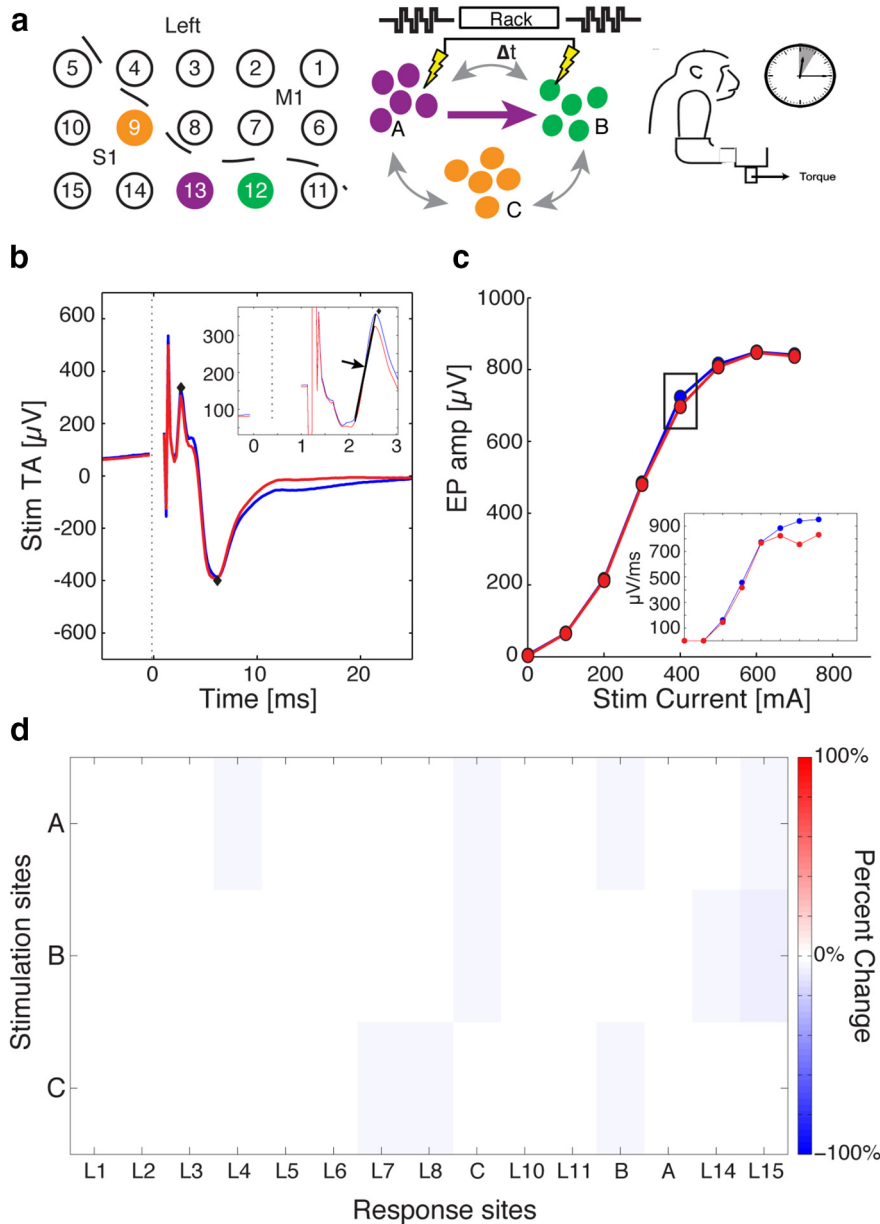 a
Left
5 4 3 2 1
M1
10 9 8 7 6
S1
15 14 13 12 11
Rack
Δt
A
B
C
Torque
b
600
400
200
0
-200
-400
-600
Stim TA [µV]
0 10 20
Time [ms]
300
200
100
0 1 2 3
c
1000
800
600
400
200
0
EP amp [µV]
0 200 400 600 800
Stim Current [mA]
900
700
500
300
100
µV/ms
d
Stimulation sites
A
B
C
L1 L2 L3 L4 L5 L6 L7 L8 C L10 L11 B A L14 L15
Response sites
100%
0%
−100%
Percent Change